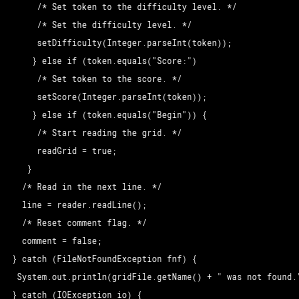 /* Set token to the difficulty level. */
/* Set the difficulty level. */
setDifficulty(Integer.parseInt(token));
} else if (token.equals("Score:")
/* Set token to the score. */
setScore(Integer.parseInt(token));
} else if (token.equals("Begin")) {
/* Start reading the grid. */
readGrid = true;
}
/* Read in the next line. */
line = reader.readLine();
/* Reset comment flag. */
comment = false;
} catch (FileNotFoundException fnf) {
System.out.println(gridFile.getName() + " was not found."
} catch (IOException io) {